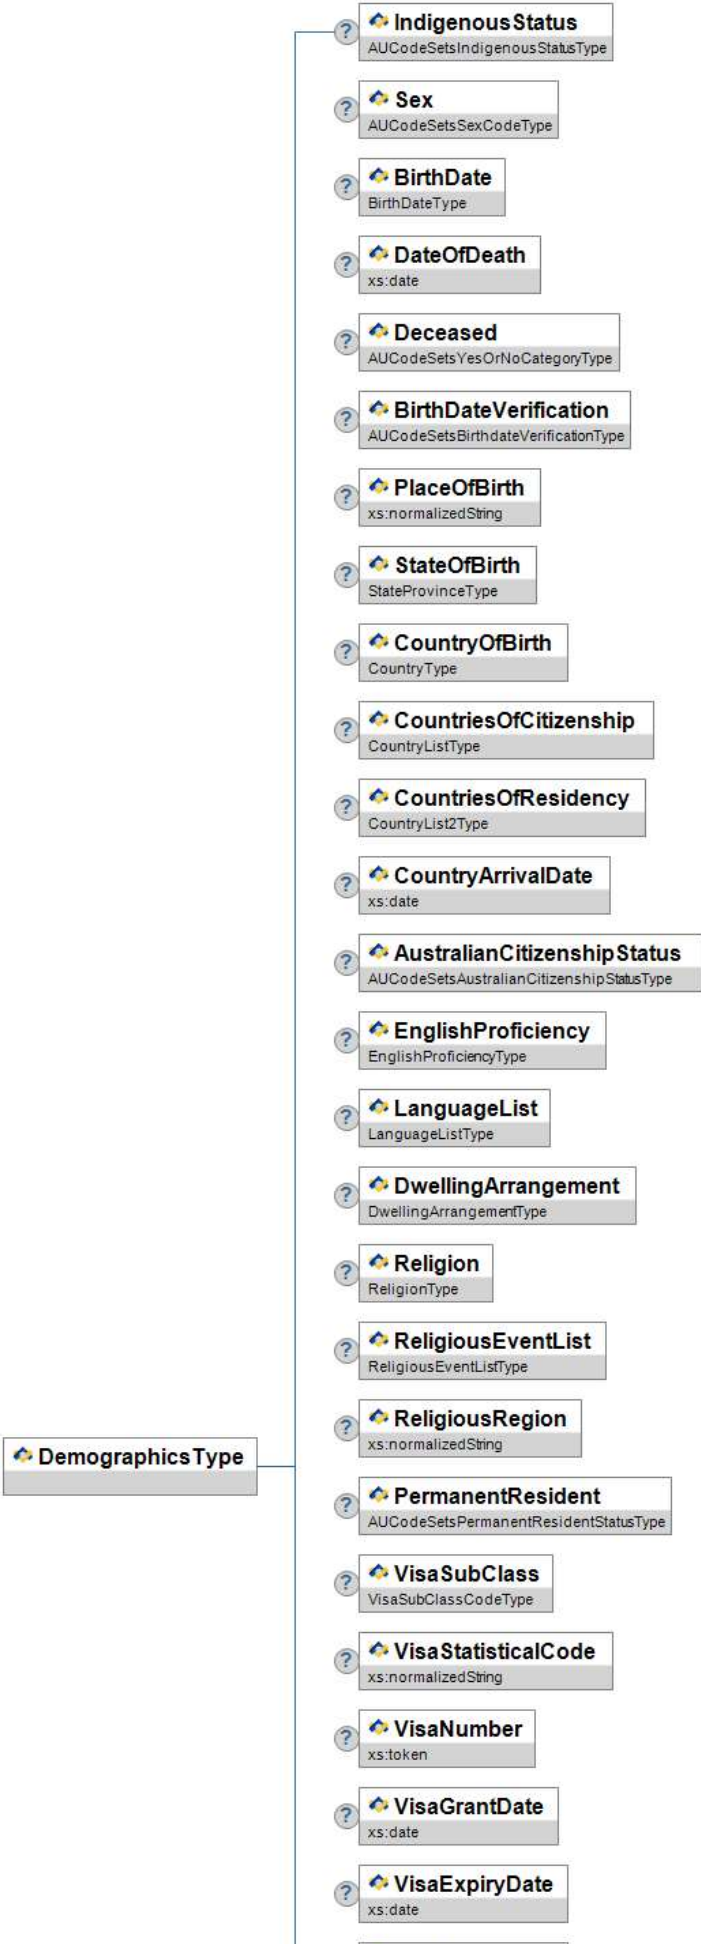 ?
IndigenousStatus
AUCodeSetsIndigenousStatusType
?
Sex
AUCodeSetsSexCodeType
?
BirthDate
BirthDateType
?
DateOfDeath
xs:date
?
Deceased
AUCodeSetsYesOrNoCategoryType
?
BirthDateVerification
AUCodeSetsBirthdateVerificationType
?
PlaceOfBirth
xs:normalizedString
?
StateOfBirth
StateProvinceType
?
CountryOfBirth
CountryType
?
CountriesOfCitizenship
CountryListType
?
CountriesOfResidency
CountryList2Type
?
CountryArrivalDate
xs:date
?
AustralianCitizenshipStatus
AUCodeSetsAustralianCitizenshipStatusType
?
EnglishProficiency
EnglishProficiencyType
?
LanguageList
LanguageListType
?
DwellingArrangement
DwellingArrangementType
?
Religion
ReligionType
?
ReligiousEventList
ReligiousEventListType
?
ReligiousRegion
xs:normalizedString
DemographicsType
?
PermanentResident
AUCodeSetsPermanentResidentStatusType
?
VisaSubClass
VisaSubClassCodeType
?
VisaStatisticalCode
xs:normalizedString
?
VisaNumber
xs:token
?
VisaGrantDate
xs:date
?
VisaExpiryDate
xs:date